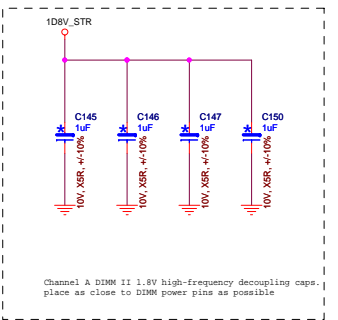 1D8V_STR
C145 C146 C147 C150
1uF 1uF 1uF 1uF
10V, X5R, +/-10% 10V, X5R, +/-10% 10V, X5R, +/-10% 10V, X5R, +/-10%
Channel A DIMM II 1.8V high-frequency decoupling caps.
place as close to DIMM power pins as possible